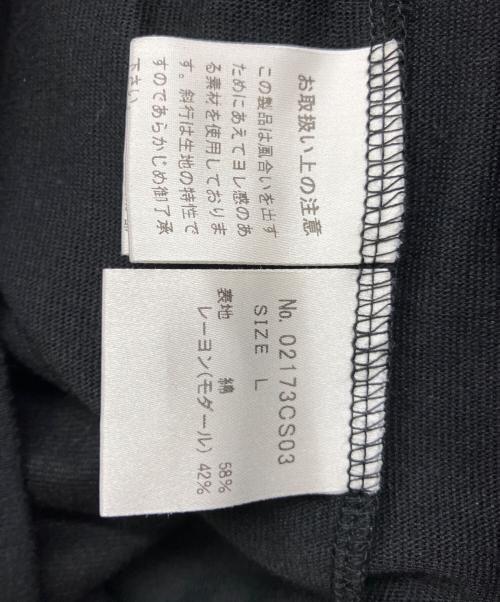 お取扱い上の注意
この製品は風合いを出す
ためにあえてヨレ感のあ
る素材を使用しておりま
す。斜行は生地の特性で
すのであらかじめ御了承
下さい
No. 02173CS03
SIZE L
表地 綿 58%
レーヨン(モダール) 42%